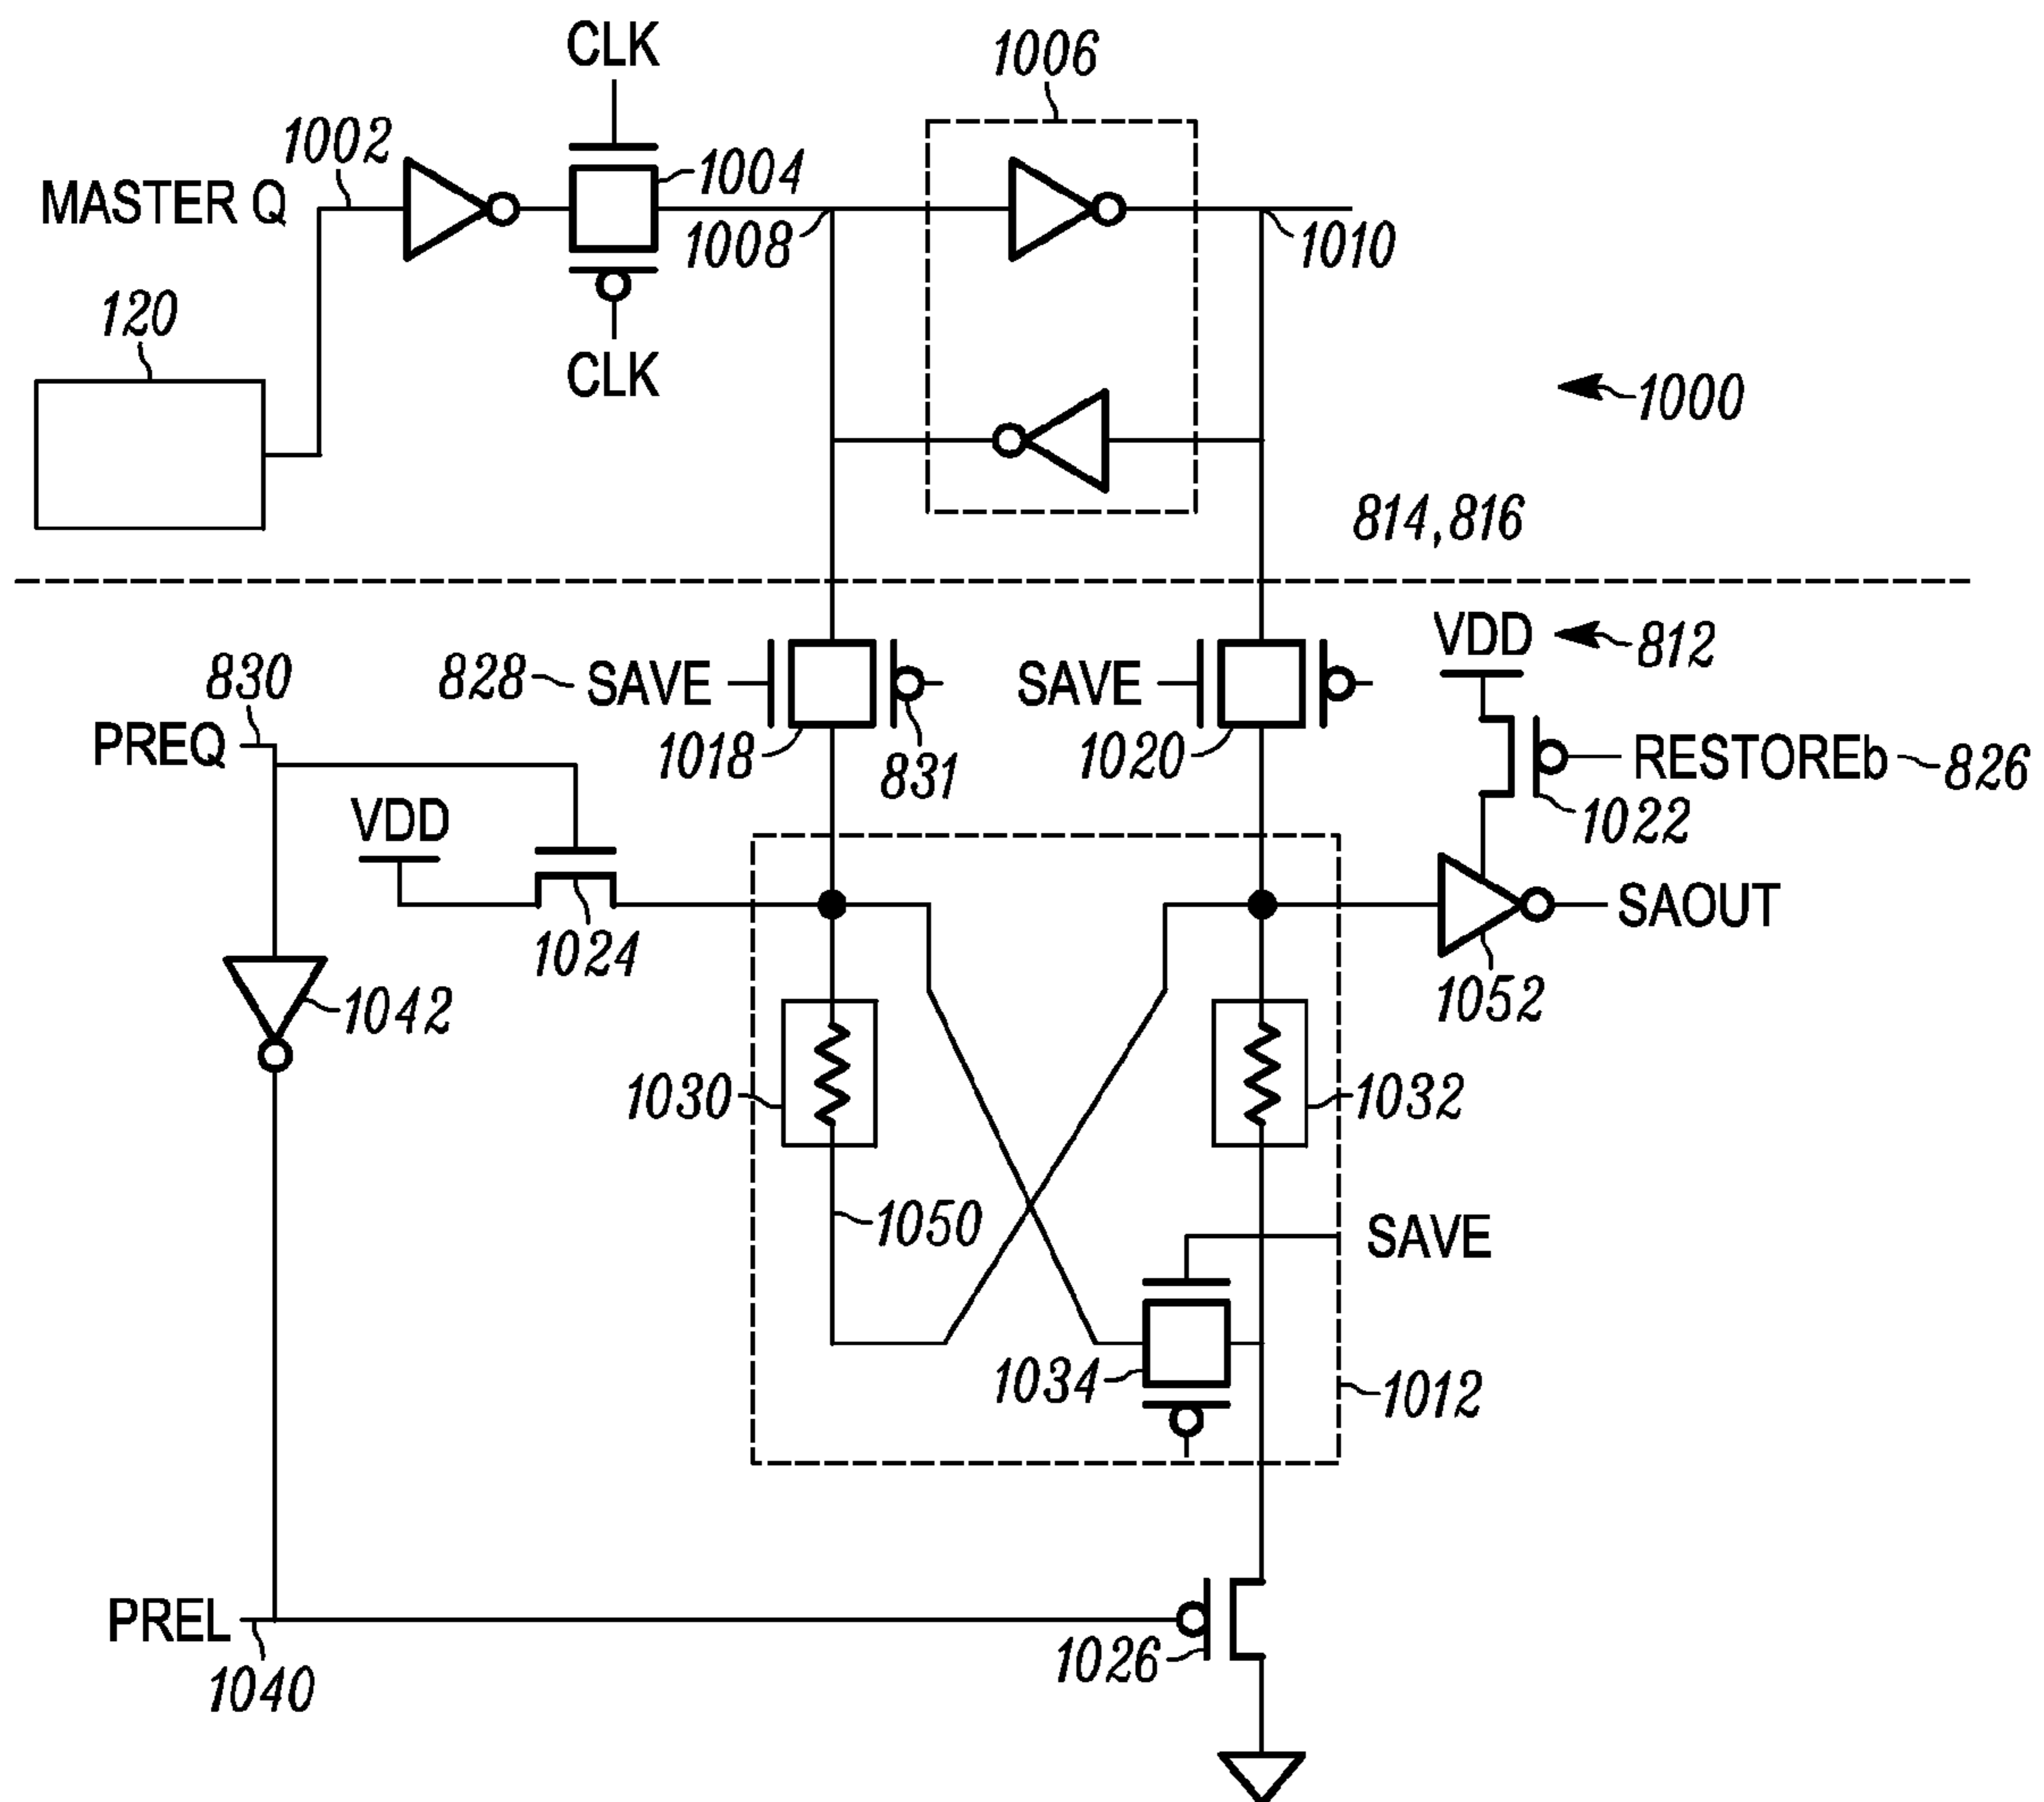 CLK
1006
1002
MASTER Q
1004
1008
1010
120
CLK
1000
814,816
VDD
812
830
828
SAVE
SAVE
PREQ
1018
831
1020
RESTOREb
826
VDD
1022
SAOUT
1024
1042
1052
1030
1032
1050
SAVE
1034
1012
PREL
1026
1040